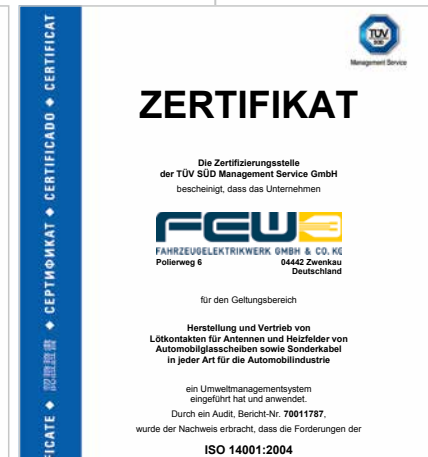 TÜV
SÜD
Management Service
ZERTIFIKAT
Die Zertifizierungsstelle
der TÜV SÜD Management Service GmbH
bescheinigt, dass das Unternehmen
FEW
FAHRZEUGELEKTRIKWERK GMBH & CO. KG
Polierweg 6 04442 Zwenkau
Deutschland
für den Geltungsbereich
Herstellung und Vertrieb von
Lötkontakten für Antennen und Heizfelder von
Automobilglasscheiben sowie Sonderkabel
in jeder Art für die Automobilindustrie
ein Umweltmanagementsystem
eingeführt hat und anwendet.
Durch ein Audit, Bericht-Nr. 70011787,
wurde der Nachweis erbracht, dass die Forderungen der
ISO 14001:2004
FICATE ◆ 認證證書 ◆ СЕРТИФИКАТ ◆ CERTIFICADO ◆ CERTIFICAT